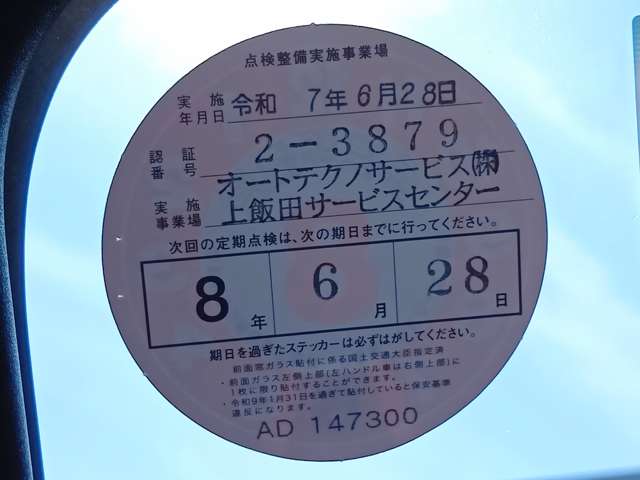 点検整備実施事業場
実施年月日 令和 7年6月28日
認証番号 2-3879
実施事業場 オートテクノサービス㈱
上飯田サービスセンター
次回の定期点検は、次の期日までに行ってください。
8年 6月 28日
期日を過ぎたステッカーは必ずはがしてください。
前面窓ガラス貼付に係る国土交通大臣指定済
・前面ガラス左側上部(左ハンドル車は右側上部)に
1枚に限り貼付することができます。
・令和9年1月31日を過ぎて貼付していると保安基準
違反になります。
AD 147300